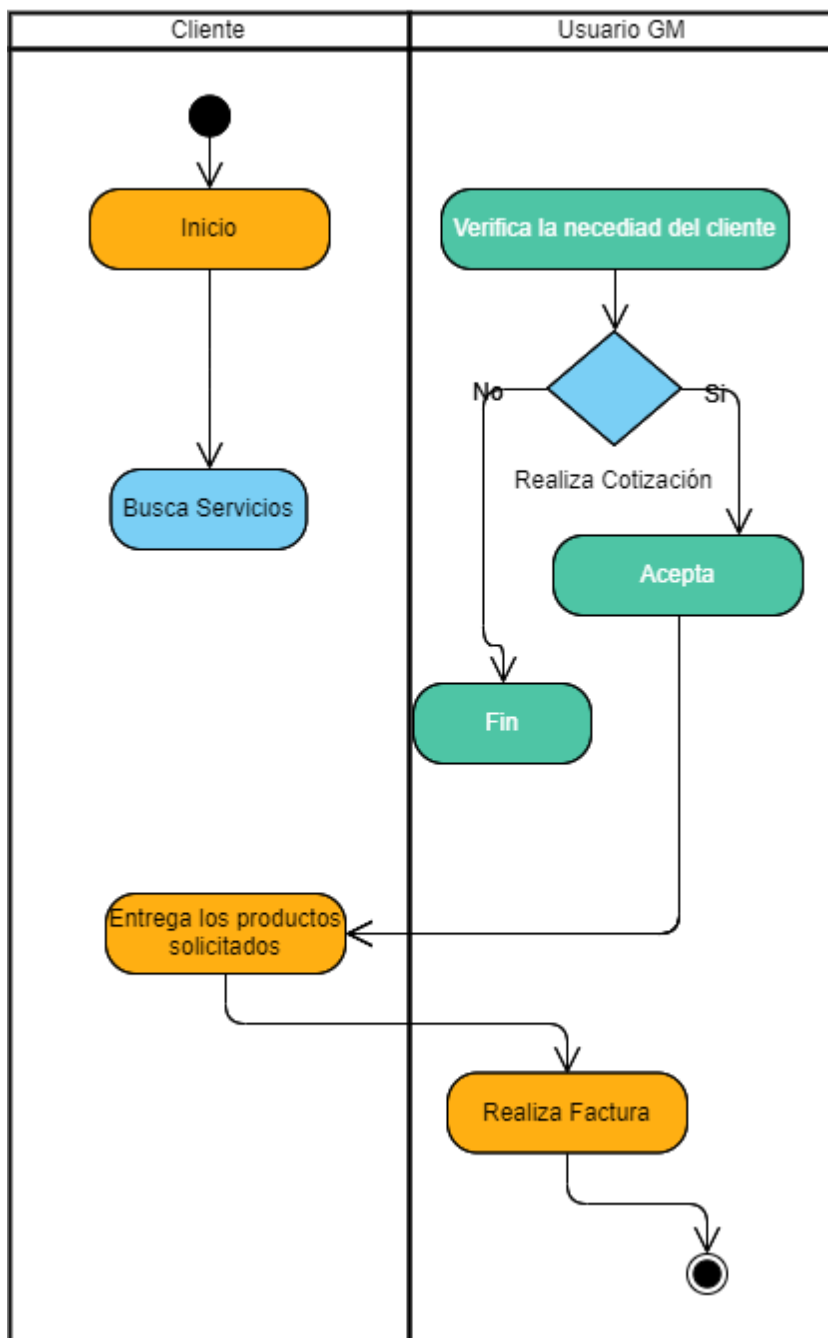 Cliente
Usuario GM
Inicio
Verifica la necediad del cliente
No
Si
Realiza Cotización
Busca Servicios
Acepta
Fin
Entrega los productos
solicitados
Realiza Factura